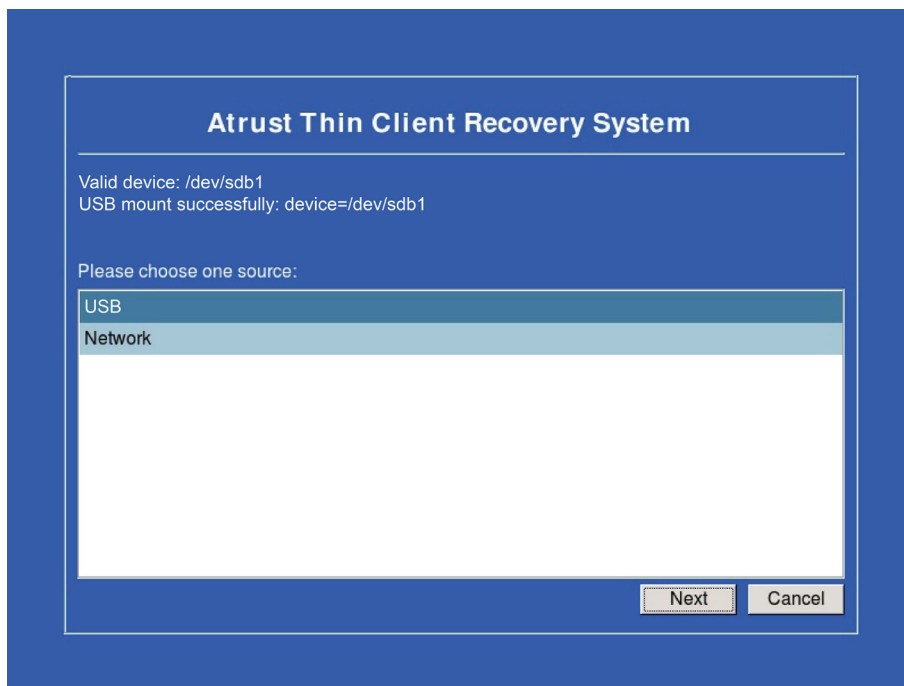 Atrust Thin Client Recovery System
Valid device: /dev/sdb1
USB mount successfully: device=/dev/sdb1
Please choose one source:
USB
Network
Next
Cancel